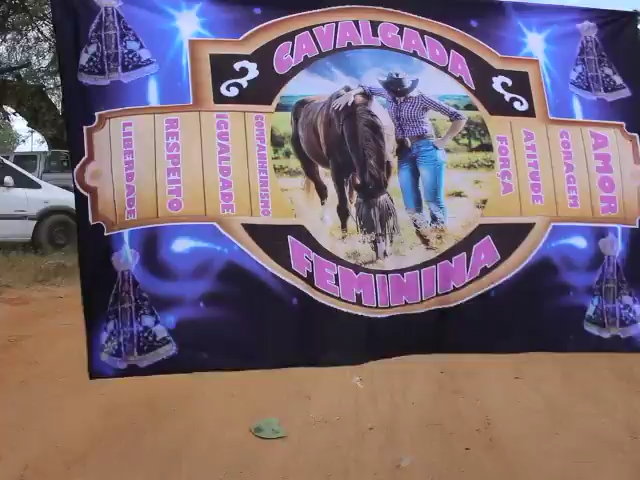 CAVALGADA
LIBERDADE
RESPEITO
IGUALDADE
COMPANHEIRISMO
FORÇA
ATITUDE
CORAGEM
AMOR
FEMININA